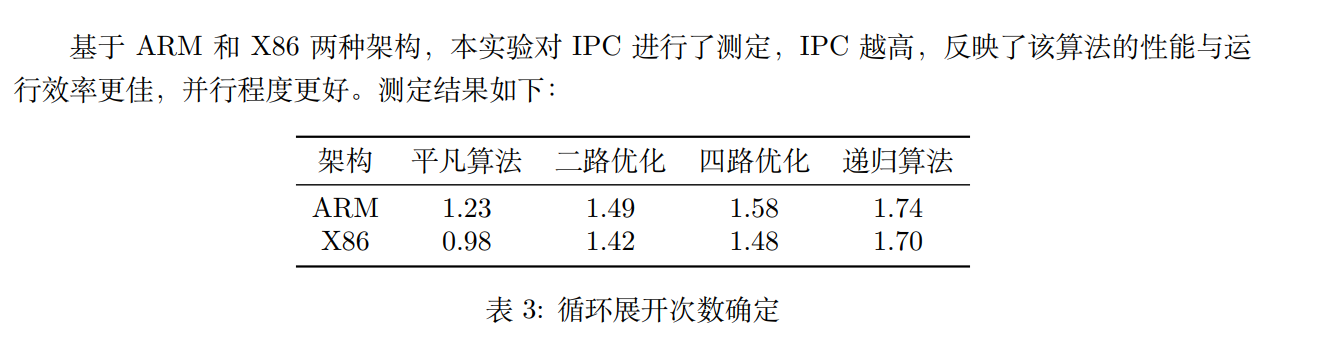 基于 ARM 和 X86 两种架构，本实验对 IPC 进行了测定，IPC 越高，反映了该算法的性能与运
行效率更佳，并行程度更好。测定结果如下：
架构 平凡算法 二路优化 四路优化 递归算法
ARM 1.23 1.49 1.58 1.74
X86 0.98 1.42 1.48 1.70
表 3: 循环展开次数确定